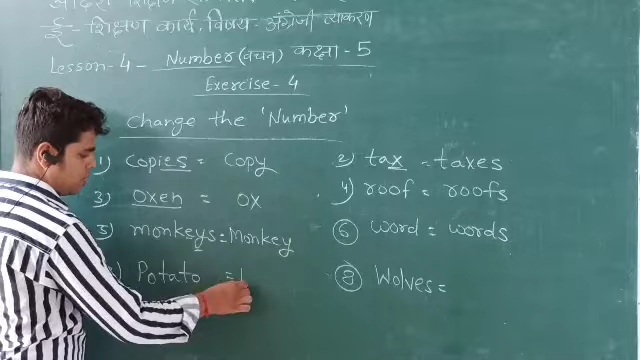 ई - शिक्षण कार्य, विषय - अंग्रेजी व्याकरण
Lesson - 4 - Number (वचन) कक्षा - 5
Exercise - 4
Change the 'Number'
1) copies = Copy
2) tax = taxes
3) oxen = ox
4) roof = roofs
5) monkeys = Monkey
6 word = words
) Potato =
8 Wolves =